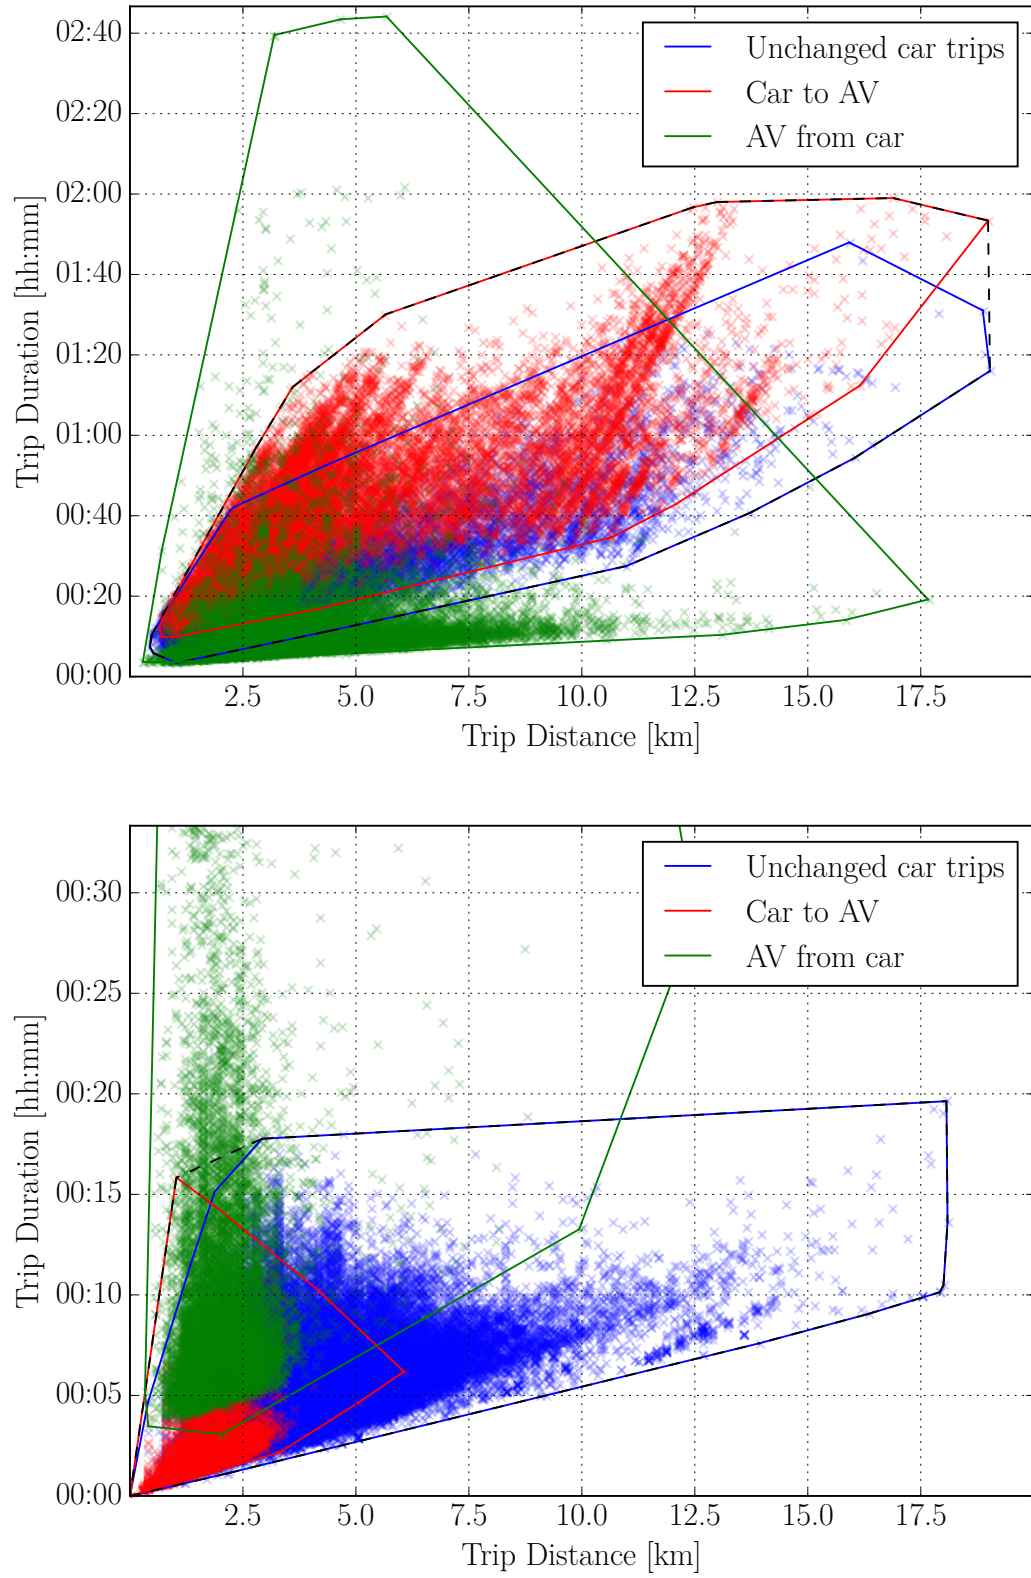 02:40
02:20
02:00
01:40
01:20
01:00
00:40
00:20
00:00
Trip Duration [hh:mm]
Unchanged car trips
Car to AV
AV from car
2.5 5.0 7.5 10.0 12.5 15.0 17.5
Trip Distance [km]
00:30
00:25
00:20
00:15
00:10
00:05
00:00
Trip Duration [hh:mm]
Unchanged car trips
Car to AV
AV from car
2.5 5.0 7.5 10.0 12.5 15.0 17.5
Trip Distance [km]